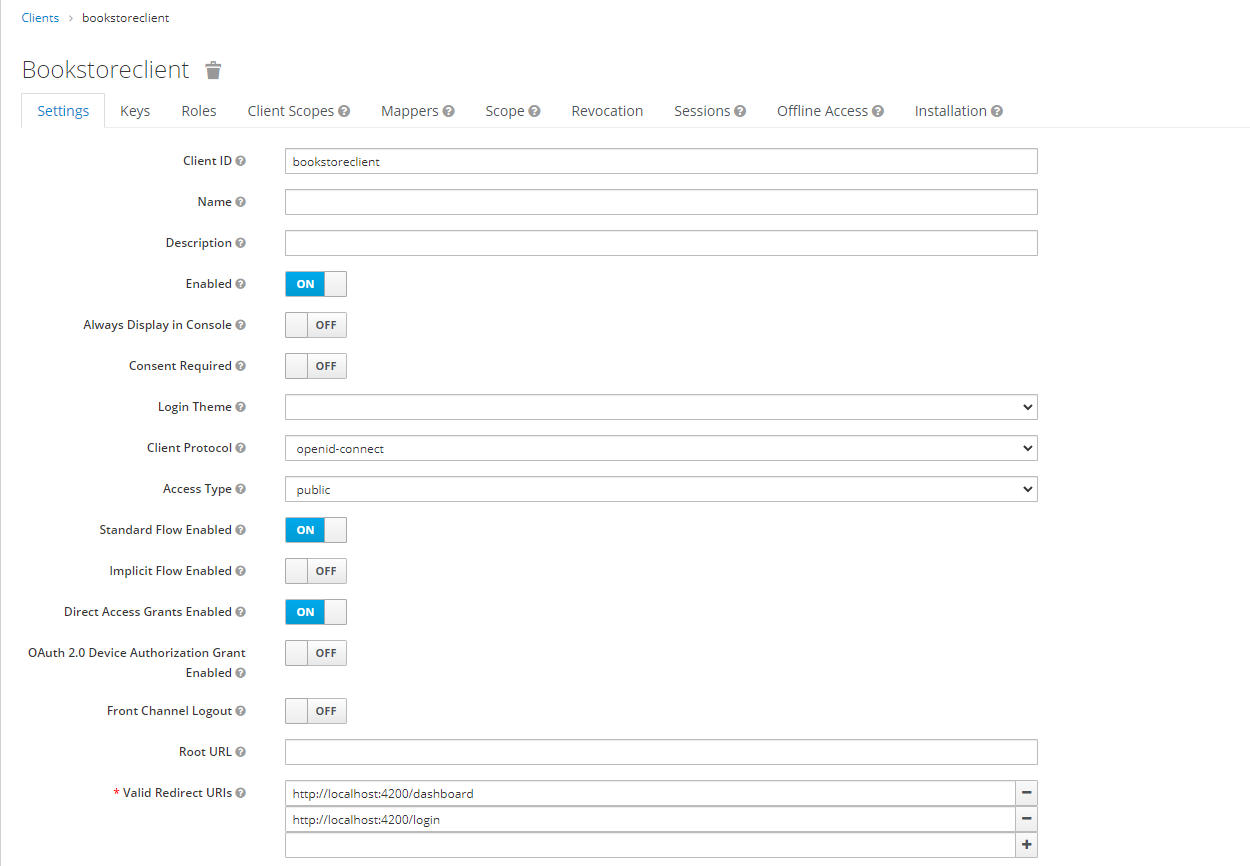 Clients › bookstoreclient
Bookstoreclient
Settings Keys Roles Client Scopes ? Mappers ? Scope ? Revocation Sessions ? Offline Access ? Installation ?
Client ID ? bookstoreclient
Name ?
Description ?
Enabled ? ON
Always Display in Console ? OFF
Consent Required ? OFF
Login Theme ?
Client Protocol ? openid-connect
Access Type ? public
Standard Flow Enabled ? ON
Implicit Flow Enabled ? OFF
Direct Access Grants Enabled ? ON
OAuth 2.0 Device Authorization Grant OFF
Enabled ?
Front Channel Logout ? OFF
Root URL ?
* Valid Redirect URIs ? http://localhost:4200/dashboard −
http://localhost:4200/login −
+